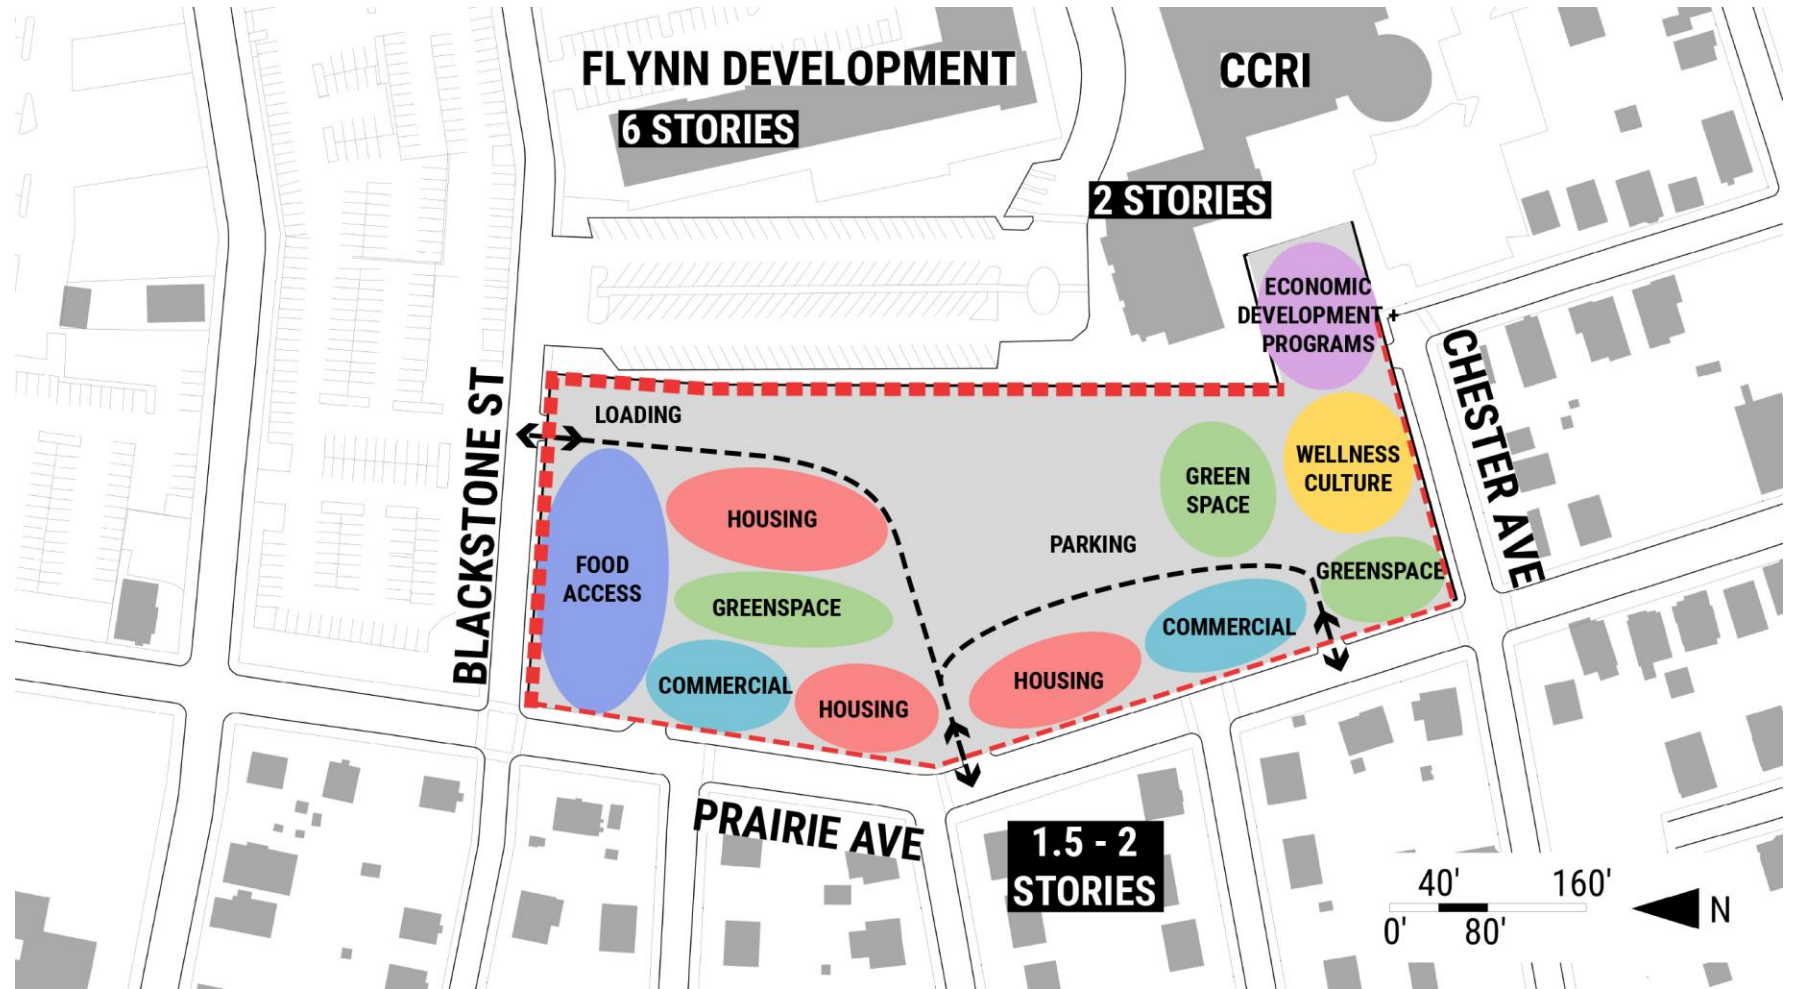 FLYNN DEVELOPMENT
6 STORIES
CCRI
2 STORIES
ECONOMIC
DEVELOPMENT +
PROGRAMS
CHESTER AVE
BLACKSTONE ST
LOADING
WELLNESS
CULTURE
GREEN
SPACE
HOUSING
PARKING
FOOD
ACCESS
GREENSPACE
GREENSPACE
COMMERCIAL
COMMERCIAL
HOUSING
HOUSING
PRAIRIE AVE
1.5 - 2
STORIES
40' 160'
0' 80'
N